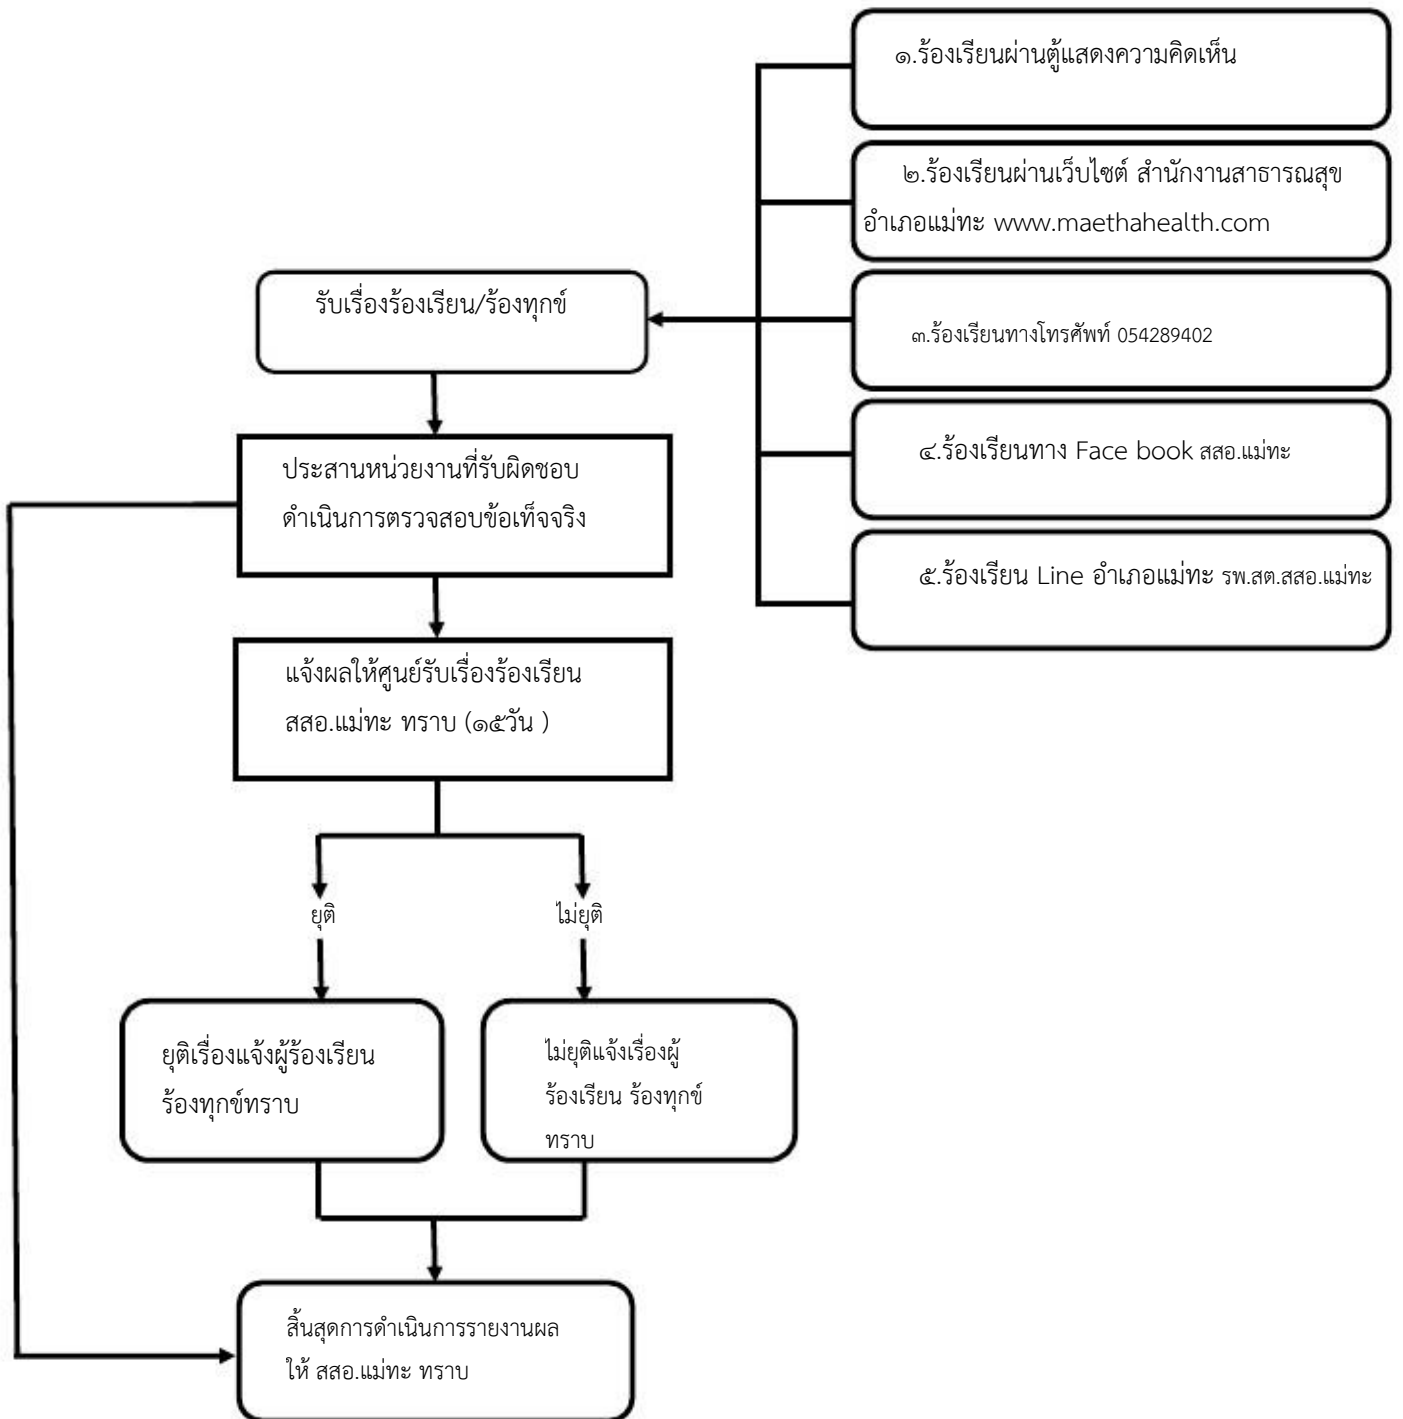 ๑.ร้องเรียนผ่านตู้แสดงความคิดเห็น
๒.ร้องเรียนผ่านเว็บไซต์ สำนักงานสาธารณสุข
อำเภอแม่ทะ www.maethahealth.com
รับเรื่องร้องเรียน/ร้องทุกข์
๓.ร้องเรียนทางโทรศัพท์ 054289402
๔.ร้องเรียนทาง Face book สสอ.แม่ทะ
๕.ร้องเรียน Line อำเภอแม่ทะ รพ.สต.สสอ.แม่ทะ
ประสานหน่วยงานที่รับผิดชอบ
ดำเนินการตรวจสอบข้อเท็จจริง
แจ้งผลให้ศูนย์รับเรื่องร้องเรียน
สสอ.แม่ทะ ทราบ (๑๕วัน )
ยุติ
ไม่ยุติ
ยุติเรื่องแจ้งผู้ร้องเรียน
ร้องทุกข์ทราบ
ไม่ยุติแจ้งเรื่องผู้
ร้องเรียน ร้องทุกข์
ทราบ
สิ้นสุดการดำเนินการรายงานผล
ให้ สสอ.แม่ทะ ทราบ